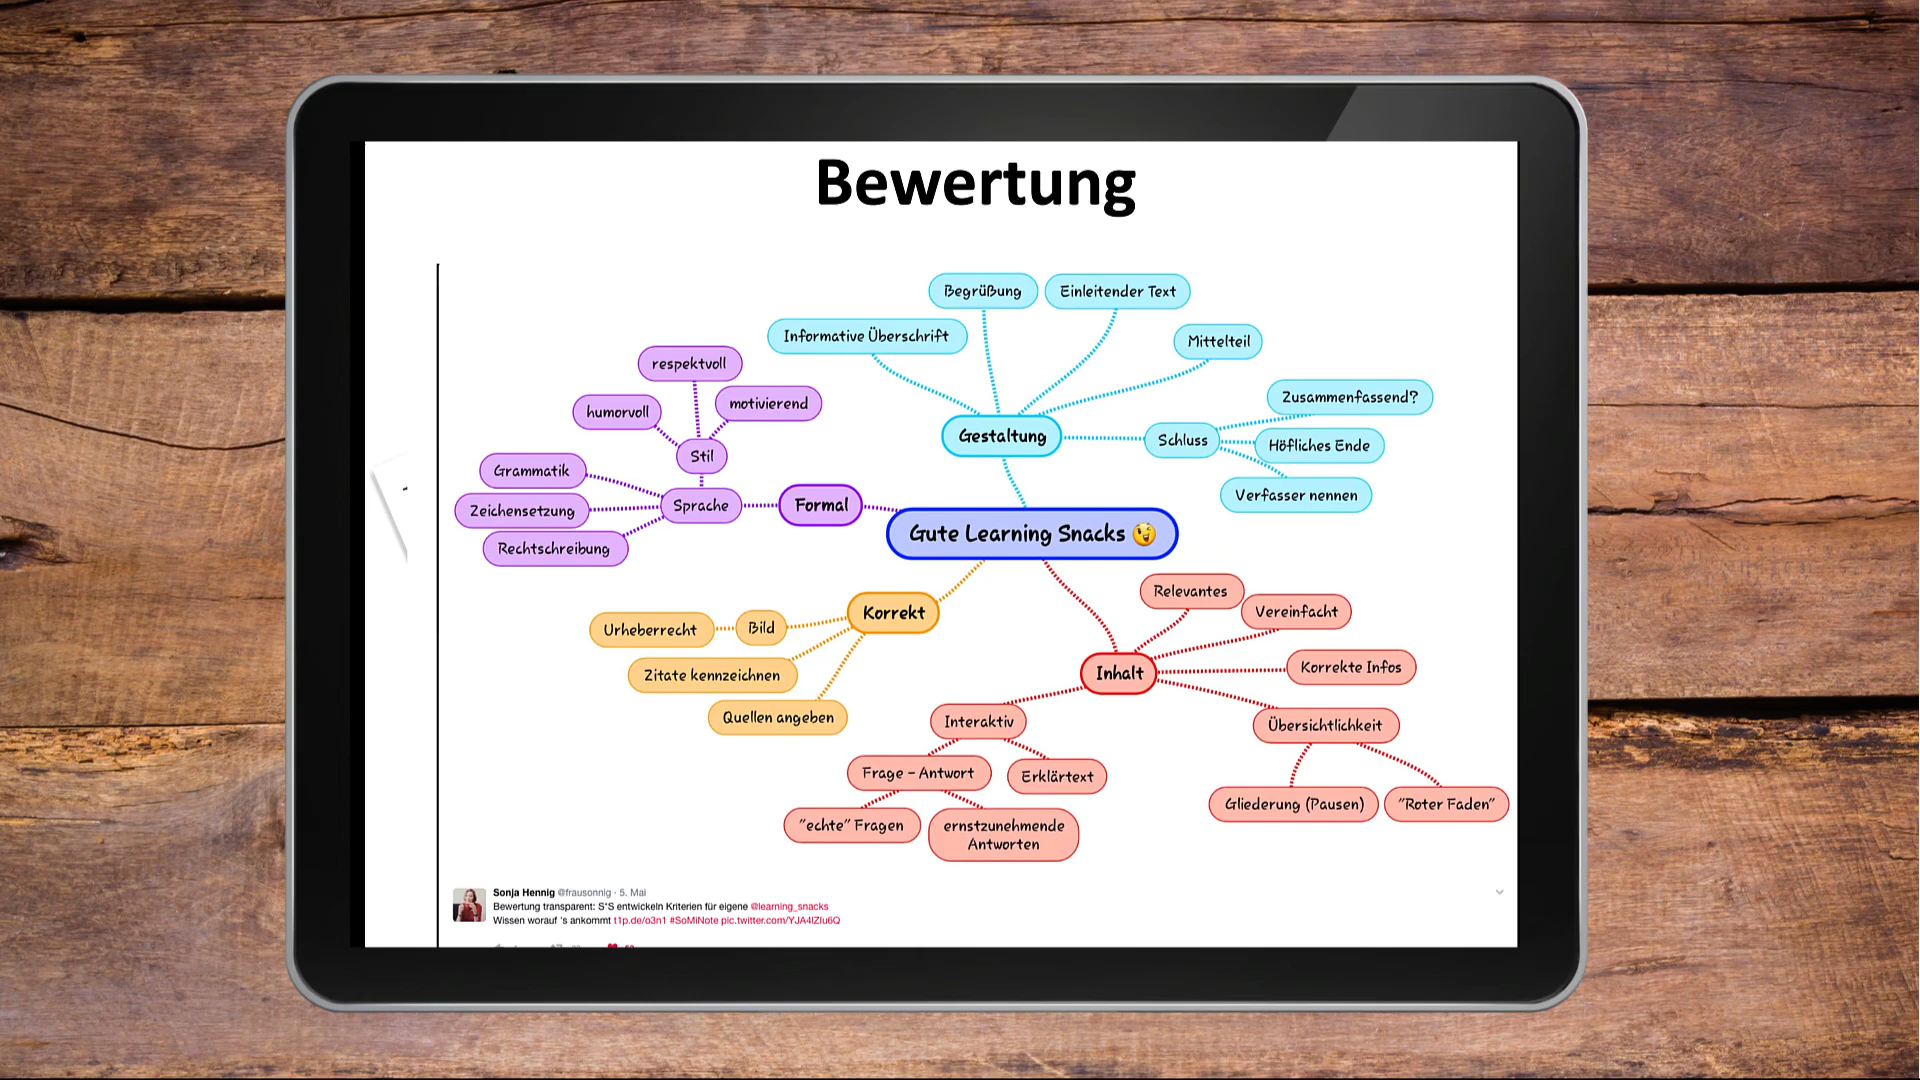 Bewertung
Begrüßung
Einleitender Text
Informative Überschrift
Mittelteil
respektvoll
Zusammenfassend?
humorvoll
motivierend
Gestaltung
Schluss
Höfliches Ende
Stil
Grammatik
Verfasser nennen
Zeichensetzung
Sprache
Formal
Gute Learning Snacks
Rechtschreibung
Relevantes
Vereinfacht
Korrekt
Urheberrecht
Bild
Korrekte Infos
Inhalt
Zitate kennzeichnen
Quellen angeben
Interaktiv
Übersichtlichkeit
Frage - Antwort
Erklärtext
Gliederung (Pausen)
"Roter Faden"
"echte" Fragen
ernstzunehmende
Antworten
Sonja Hennig @frausonnig · 5. Mai
Bewertung transparent: S*S entwickeln Kriterien für eigene @learning_snacks
Wissen worauf 's ankommt t1p.de/o3n1 #SoMiNote pic.twitter.com/YJA4lZIu6Q